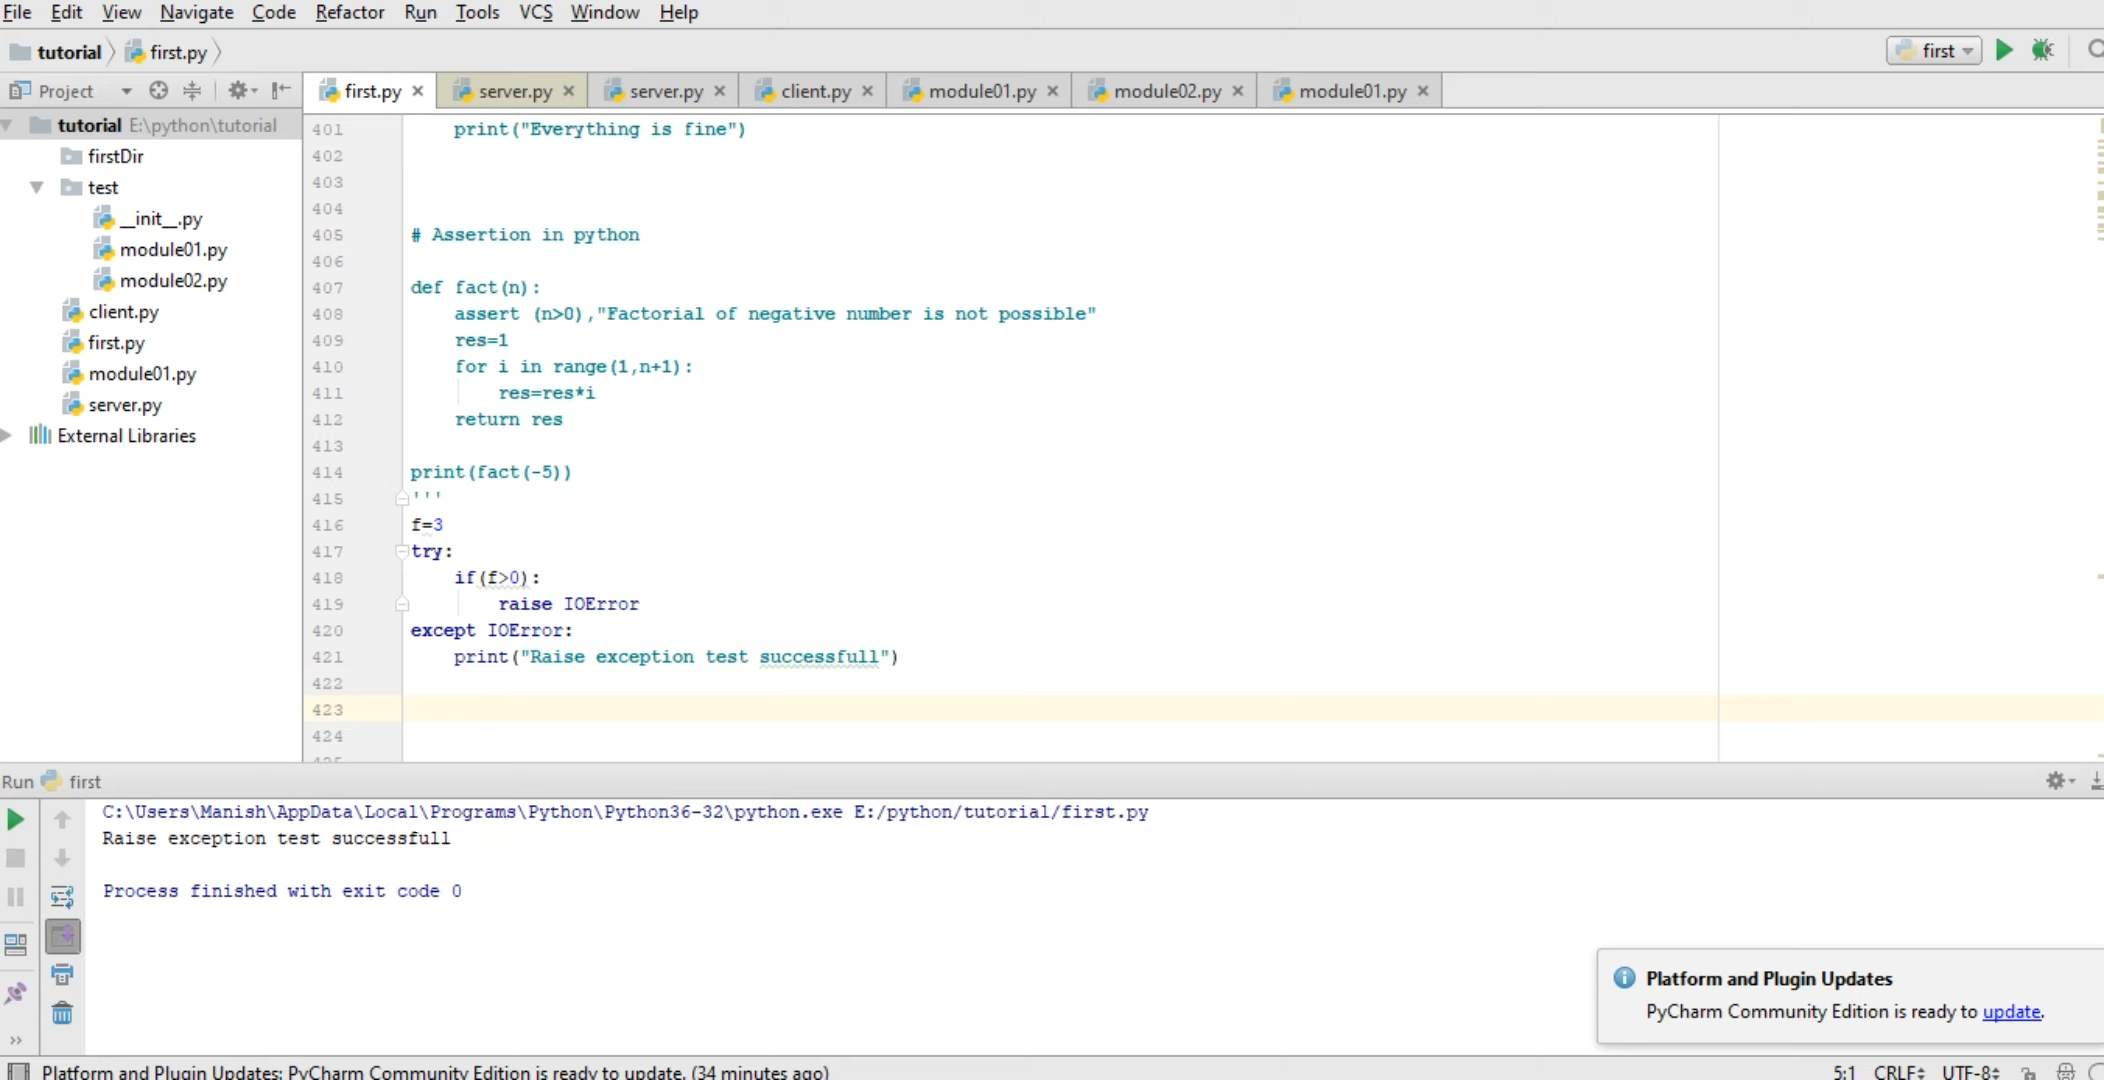 File Edit View Navigate Code Refactor Run Tools VCS Window Help
tutorial first.py first
Project first.py server.py server.py client.py module01.py module02.py module01.py
tutorial E:\python\tutorial
firstDir
test
__init__.py
module01.py
module02.py
client.py
first.py
module01.py
server.py
External Libraries
401 print("Everything is fine")
402
403
404
405 # Assertion in python
406
407 def fact(n):
408 assert (n>0),"Factorial of negative number is not possible"
409 res=1
410 for i in range(1,n+1):
411 res=res*i
412 return res
413
414 print(fact(-5))
415 '''
416 f=3
417 try:
418 if(f>0):
419 raise IOError
420 except IOError:
421 print("Raise exception test successfull")
422
423
424
Run first
C:\Users\Manish\AppData\Local\Programs\Python\Python36-32\python.exe E:/python/tutorial/first.py
Raise exception test successfull
Process finished with exit code 0
Platform and Plugin Updates
PyCharm Community Edition is ready to update.
Platform and Plugin Updates: PyCharm Community Edition is ready to update. (34 minutes ago) 5:1 CRLF UTF-8